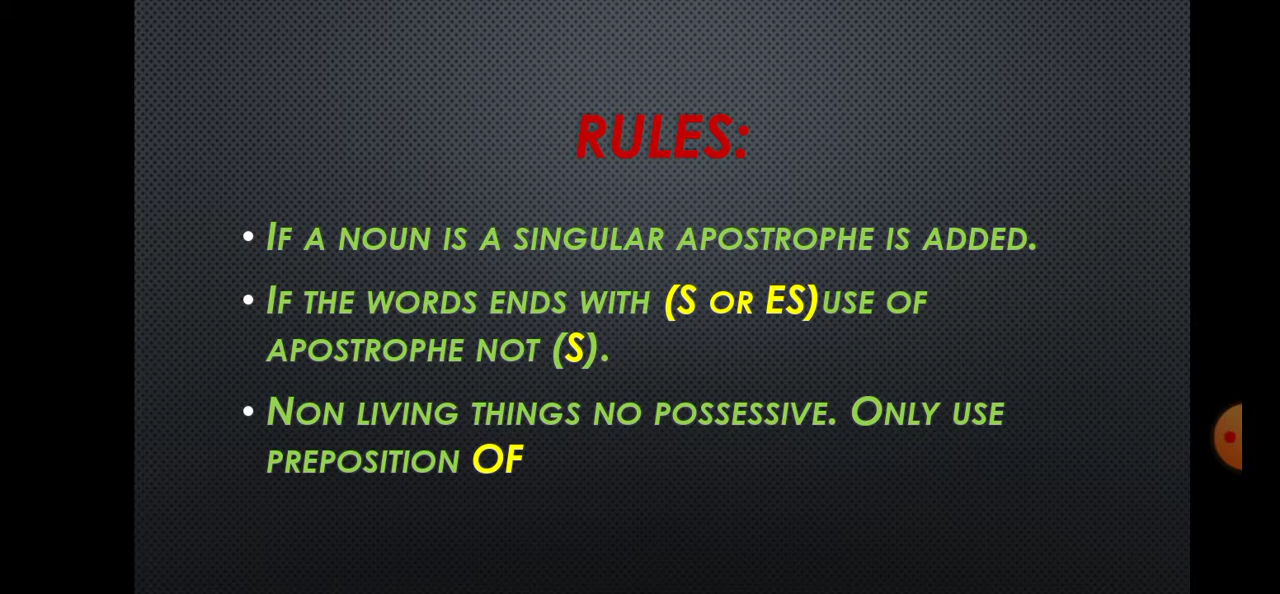 RULES:
• IF A NOUN IS A SINGULAR APOSTROPHE IS ADDED.
• IF THE WORDS ENDS WITH (S OR ES)USE OF
APOSTROPHE NOT (S).
• NON LIVING THINGS NO POSSESSIVE. ONLY USE
PREPOSITION OF